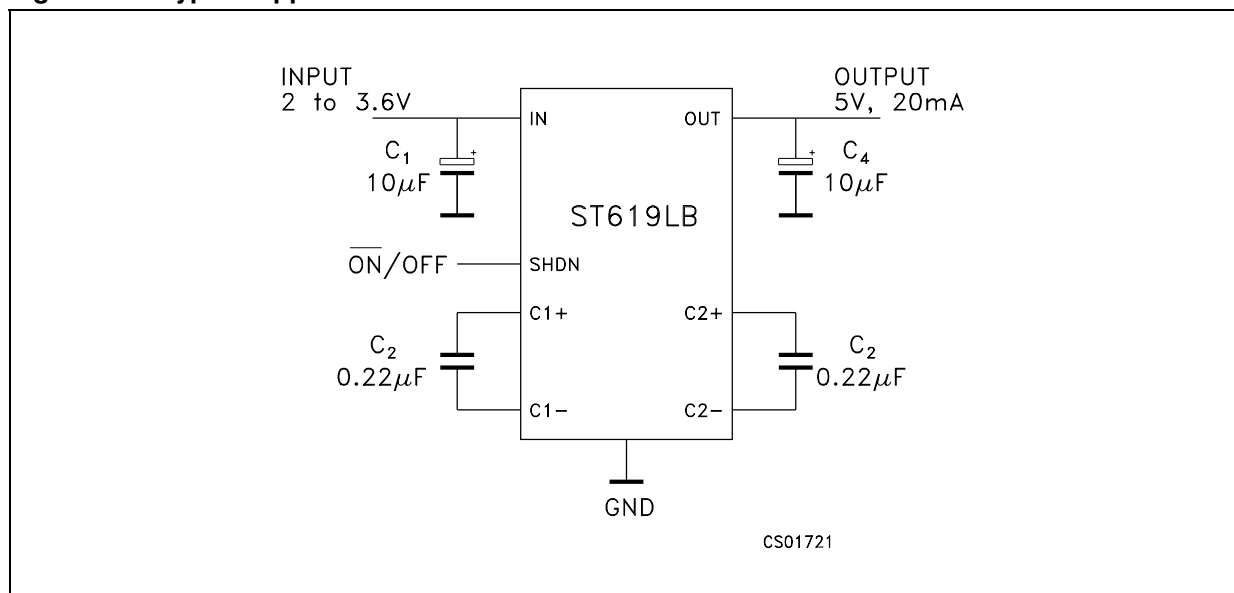 INPUT
2 to 3.6V
OUTPUT
5V, 20mA
IN
OUT
C₁
10μF
C₄
10μF
ST619LB
ON/OFF
SHDN
C1+
C2+
C₂
0.22μF
C₂
0.22μF
C1−
C2−
GND
CS01721